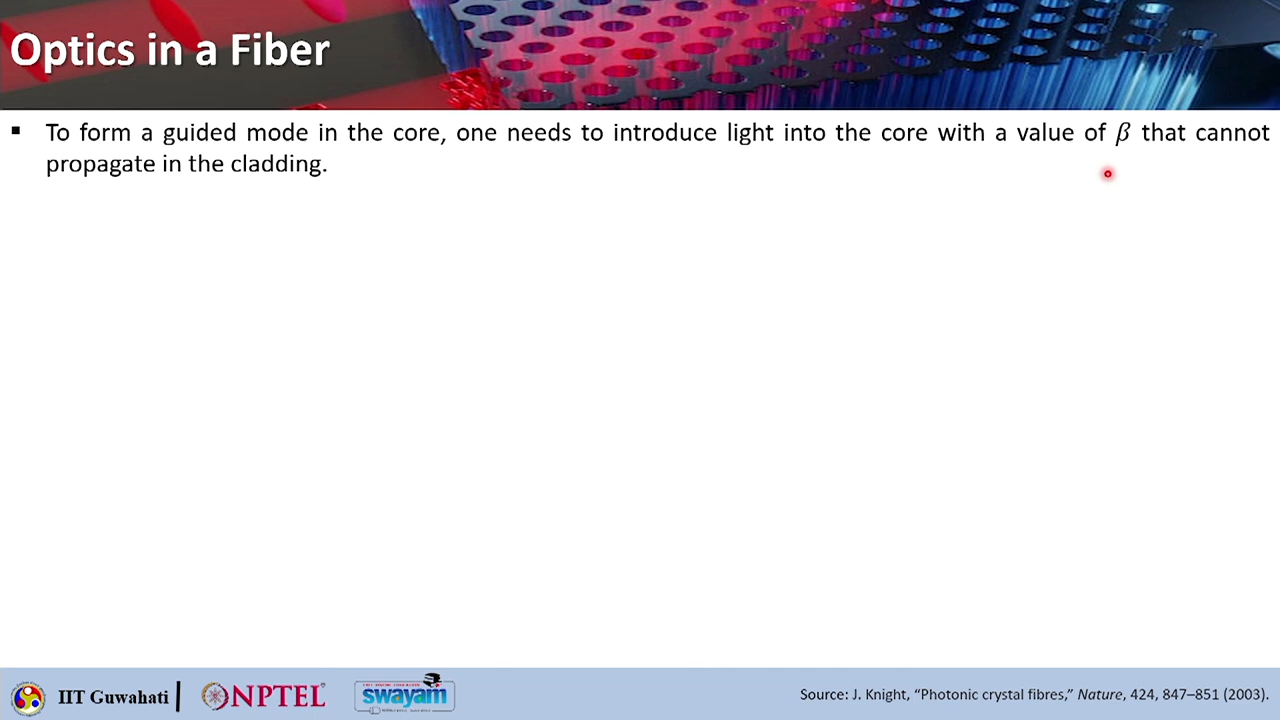 Optics in a Fiber
▪ To form a guided mode in the core, one needs to introduce light into the core with a value of β that cannot
propagate in the cladding.
IIT Guwahati
NPTEL
swayam
Source: J. Knight, “Photonic crystal fibres,” Nature, 424, 847–851 (2003).